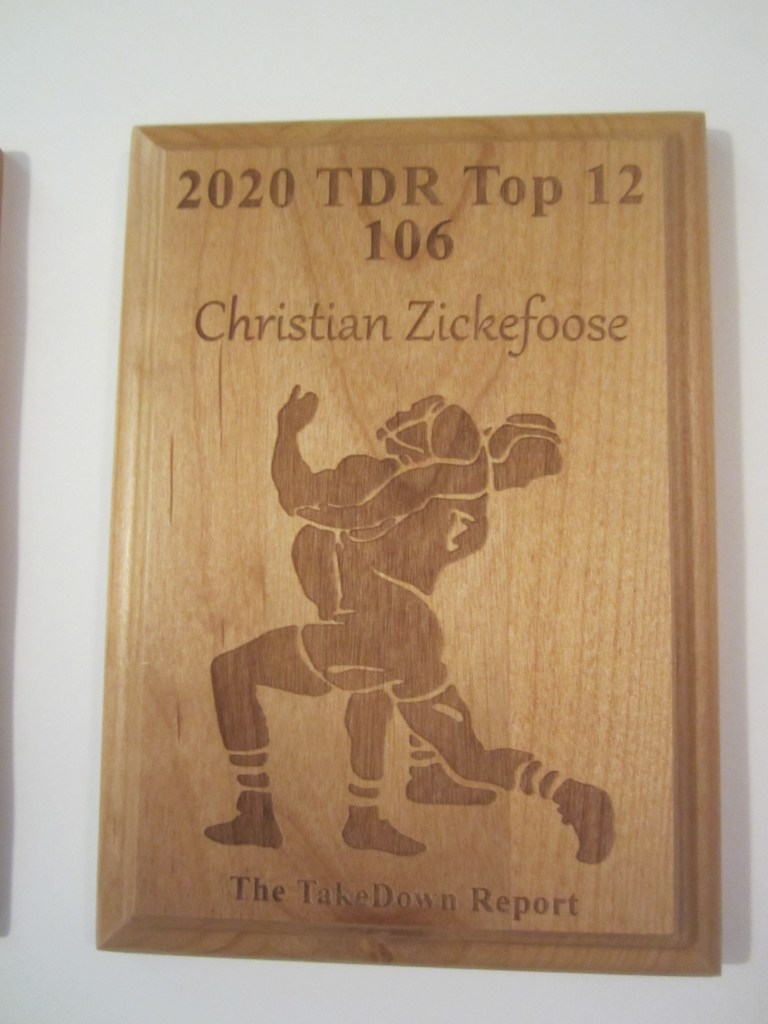 2020 TDR Top 12
106
Christian Zickefoose
The TakeDown Report